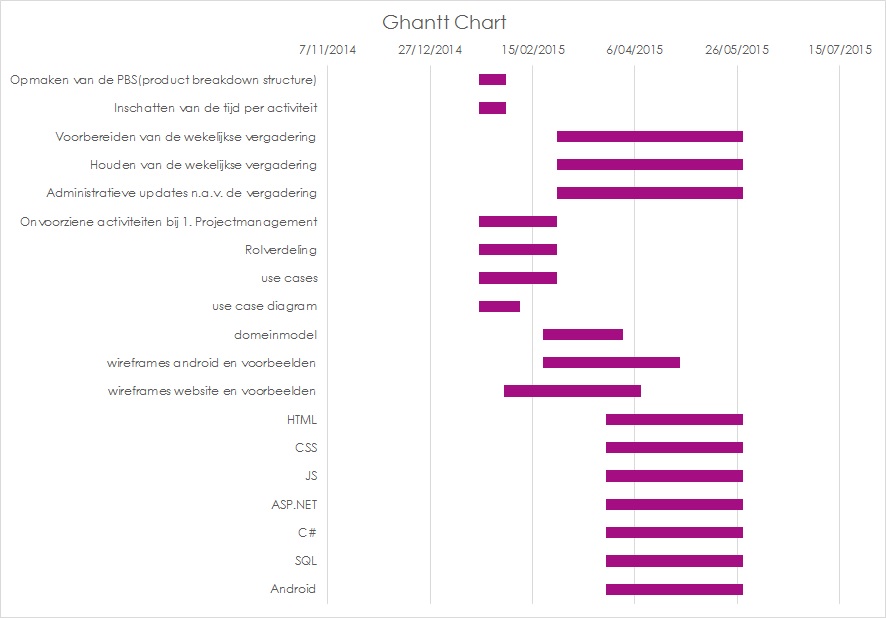 Ghantt Chart
7/11/2014 27/12/2014 15/02/2015 6/04/2015 26/05/2015 15/07/2015
Opmaken van de PBS(product breakdown structure)
Inschatten van de tijd per activiteit
Voorbereiden van de wekelijkse vergadering
Houden van de wekelijkse vergadering
Administratieve updates n.a.v. de vergadering
Onvoorziene activiteiten bij 1. Projectmanagement
Rolverdeling
use cases
use case diagram
domeinmodel
wireframes android en voorbeelden
wireframes website en voorbeelden
HTML
CSS
JS
ASP.NET
C#
SQL
Android